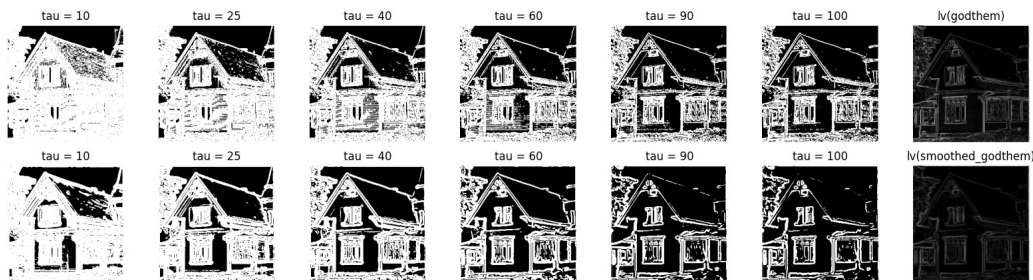 tau = 10 tau = 25 tau = 40 tau = 60 tau = 90 tau = 100 lv(godthem)
tau = 10 tau = 25 tau = 40 tau = 60 tau = 90 tau = 100 lv(smoothed_godthem)